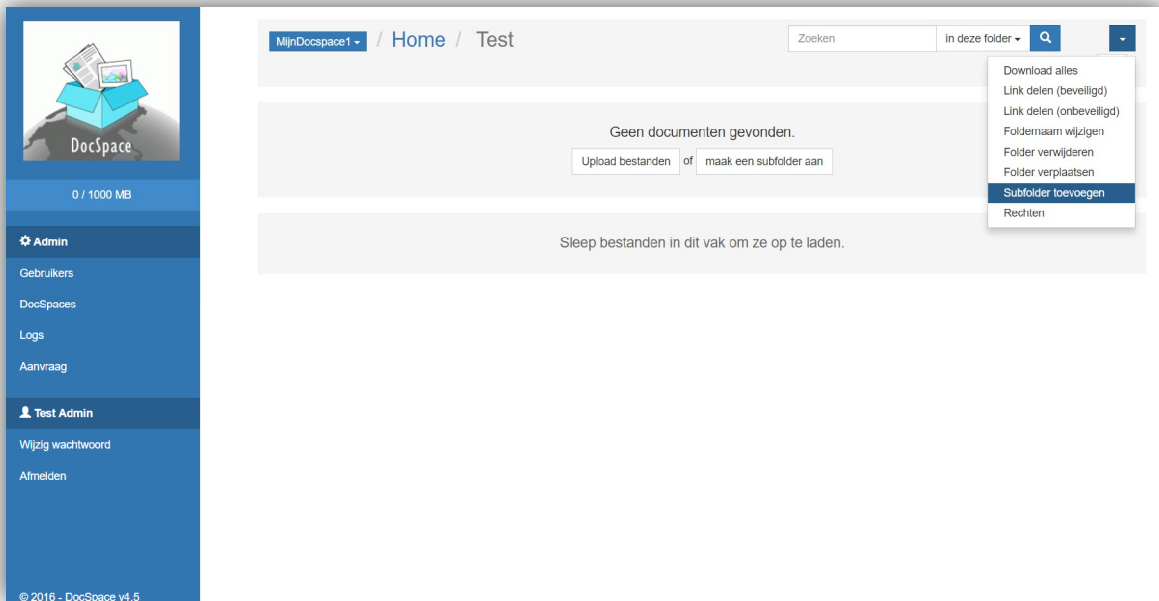 DocSpace
0 / 1000 MB
Admin
Gebruikers
DocSpaces
Logs
Aanvraag
Test Admin
Wijzig wachtwoord
Afmelden
© 2016 - DocSpace v4.5
MijnDocspace1 / Home / Test
Zoeken
in deze folder
Download alles
Link delen (beveiligd)
Link delen (onbeveiligd)
Foldernaam wijzigen
Folder verwijderen
Folder verplaatsen
Subfolder toevoegen
Rechten
Geen documenten gevonden.
Upload bestanden of maak een subfolder aan
Sleep bestanden in dit vak om ze op te laden.